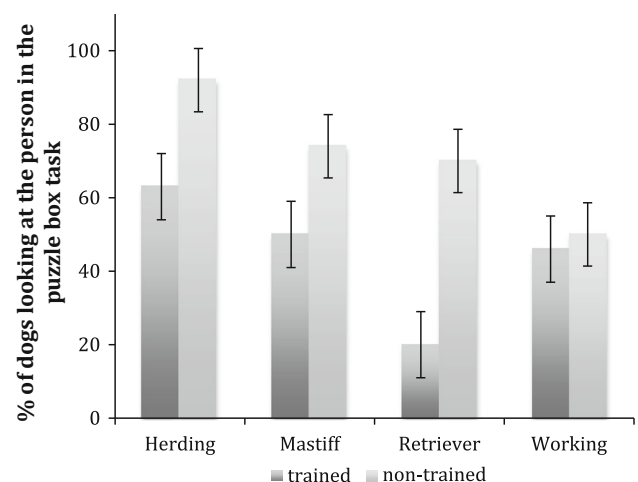 % of dogs looking at the person in the
puzzle box task
100
80
60
40
20
0
Herding Mastiff Retriever Working
trained non-trained